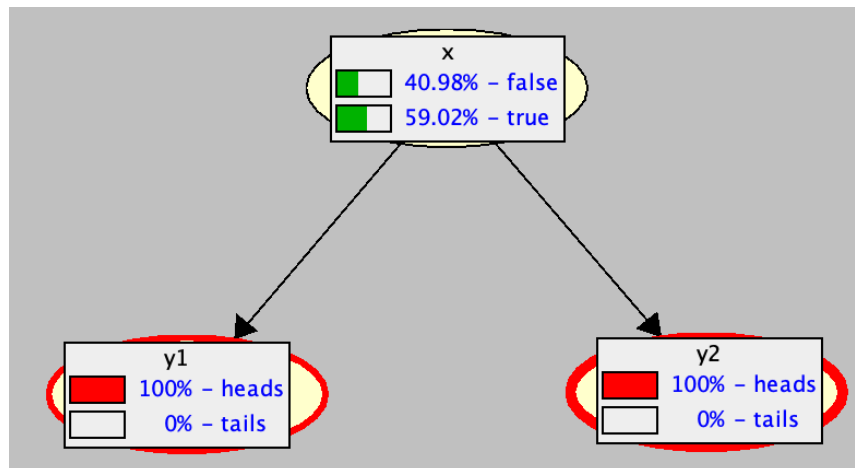 x
40.98% – false
59.02% – true
y1
100% – heads
0% – tails
y2
100% – heads
0% – tails